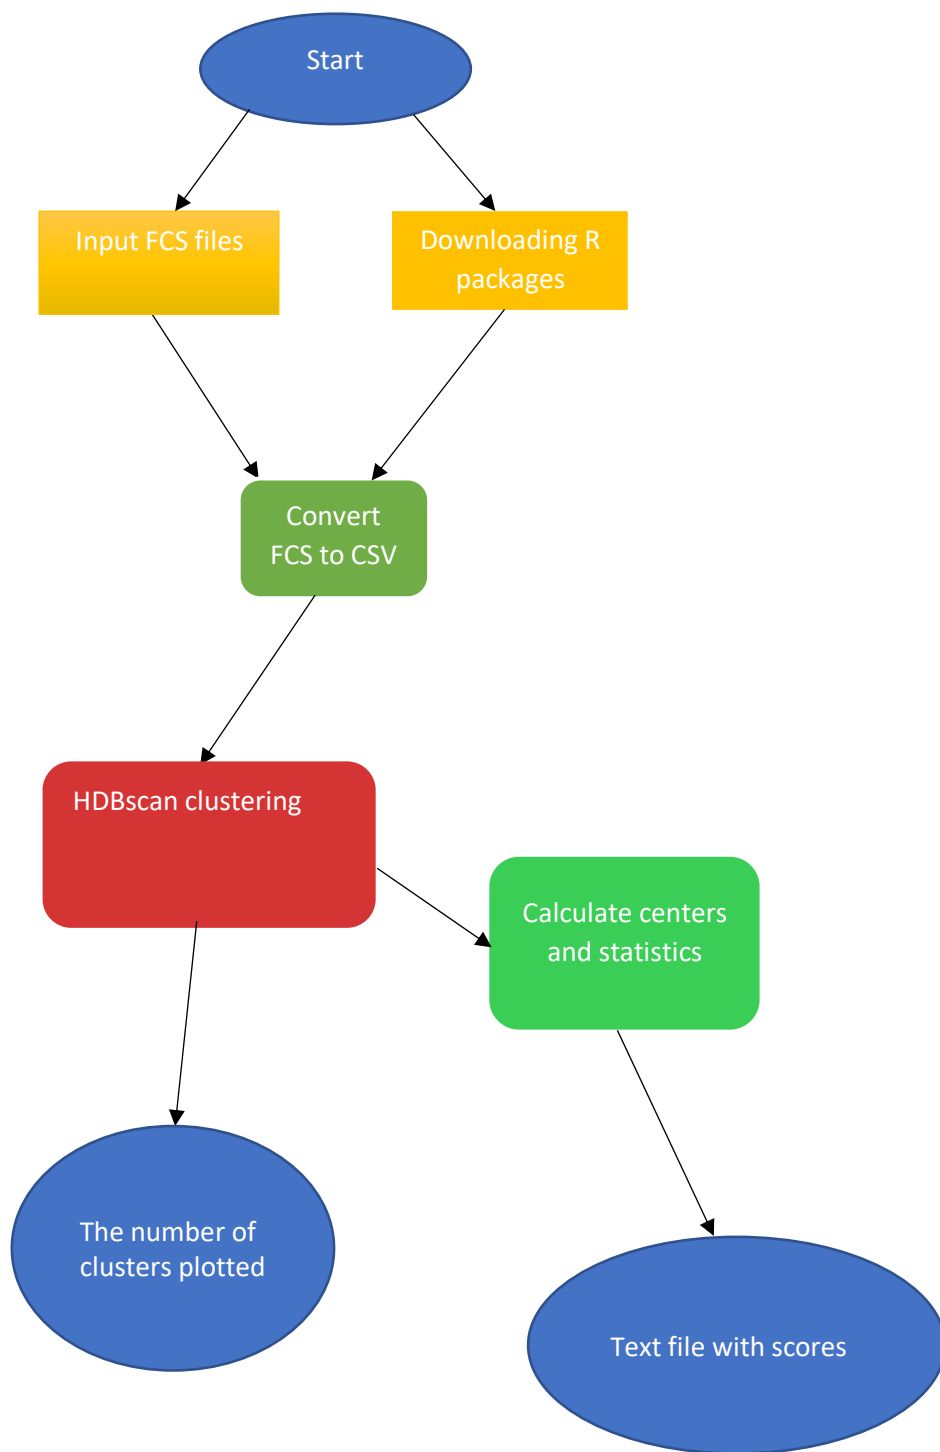 Start
Input FCS files
Downloading R
packages
Convert
FCS to CSV
HDBscan clustering
Calculate centers
and statistics
The number of
clusters plotted
Text file with scores